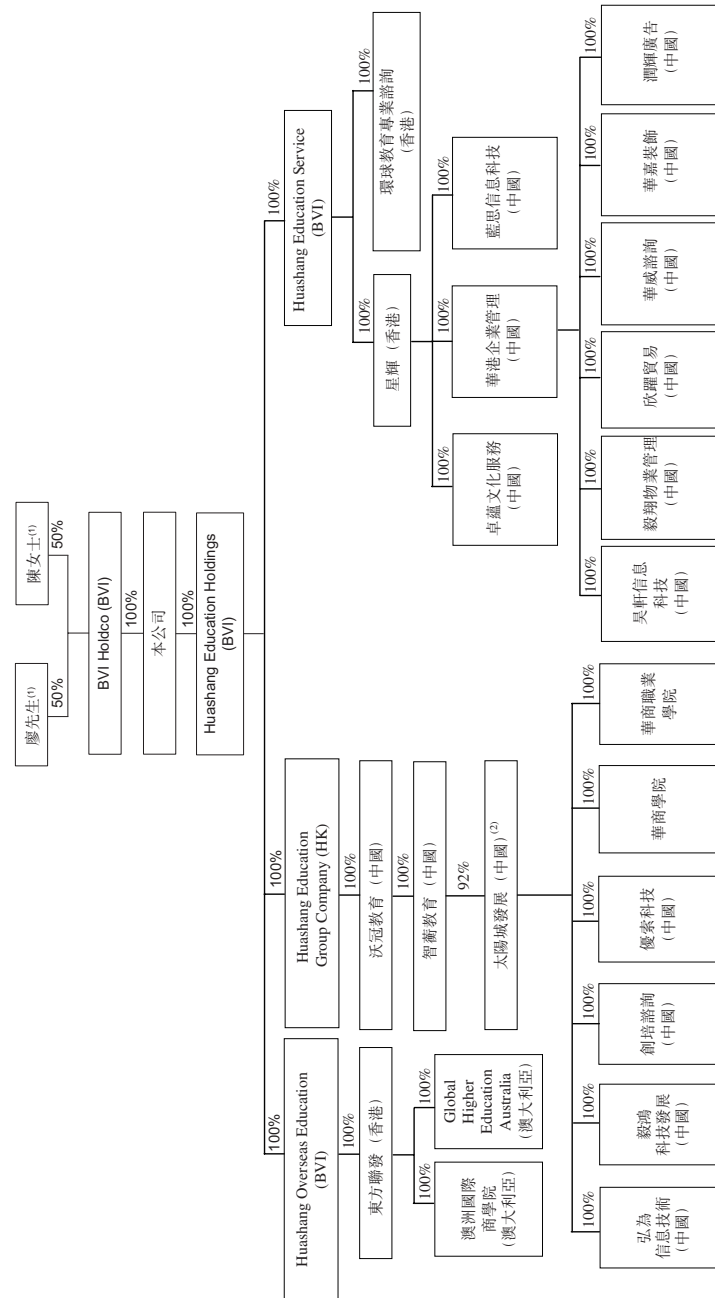 廖先生(1)
陳女士(1)
50%
50%
BVI Holdco (BVI)
100%
本公司
100%
Huashang Education Holdings
(BVI)
100%
100%
100%
Huashang Overseas Education
(BVI)
Huashang Education
Group Company (HK)
Huashang Education Service
(BVI)
100%
東方聯發（香港）
100%
100%
澳洲國際
商學院
（澳大利亞）
Global
Higher
Education
Australia
（澳大利亞）
100%
沃冠教育（中國）
100%
智蘅教育（中國）
92%
太陽城發展（中國）(2)
100%
100%
100%
100%
100%
100%
弘為
信息技術
（中國）
毅鴻
科技發展
（中國）
創培諮詢
（中國）
優索科技
（中國）
華商學院
華商職業
學院
100%
100%
星輝（香港）
環球教育專業諮詢
（香港）
100%
100%
100%
卓蘊文化服務
（中國）
華港企業管理
（中國）
藍思信息科技
（中國）
100%
100%
100%
100%
100%
100%
昊軒信息
科技
（中國）
毅翔物業管理
（中國）
欣躍貿易
（中國）
華威諮詢
（中國）
華嘉裝飾
（中國）
潤輝廣告
（中國）